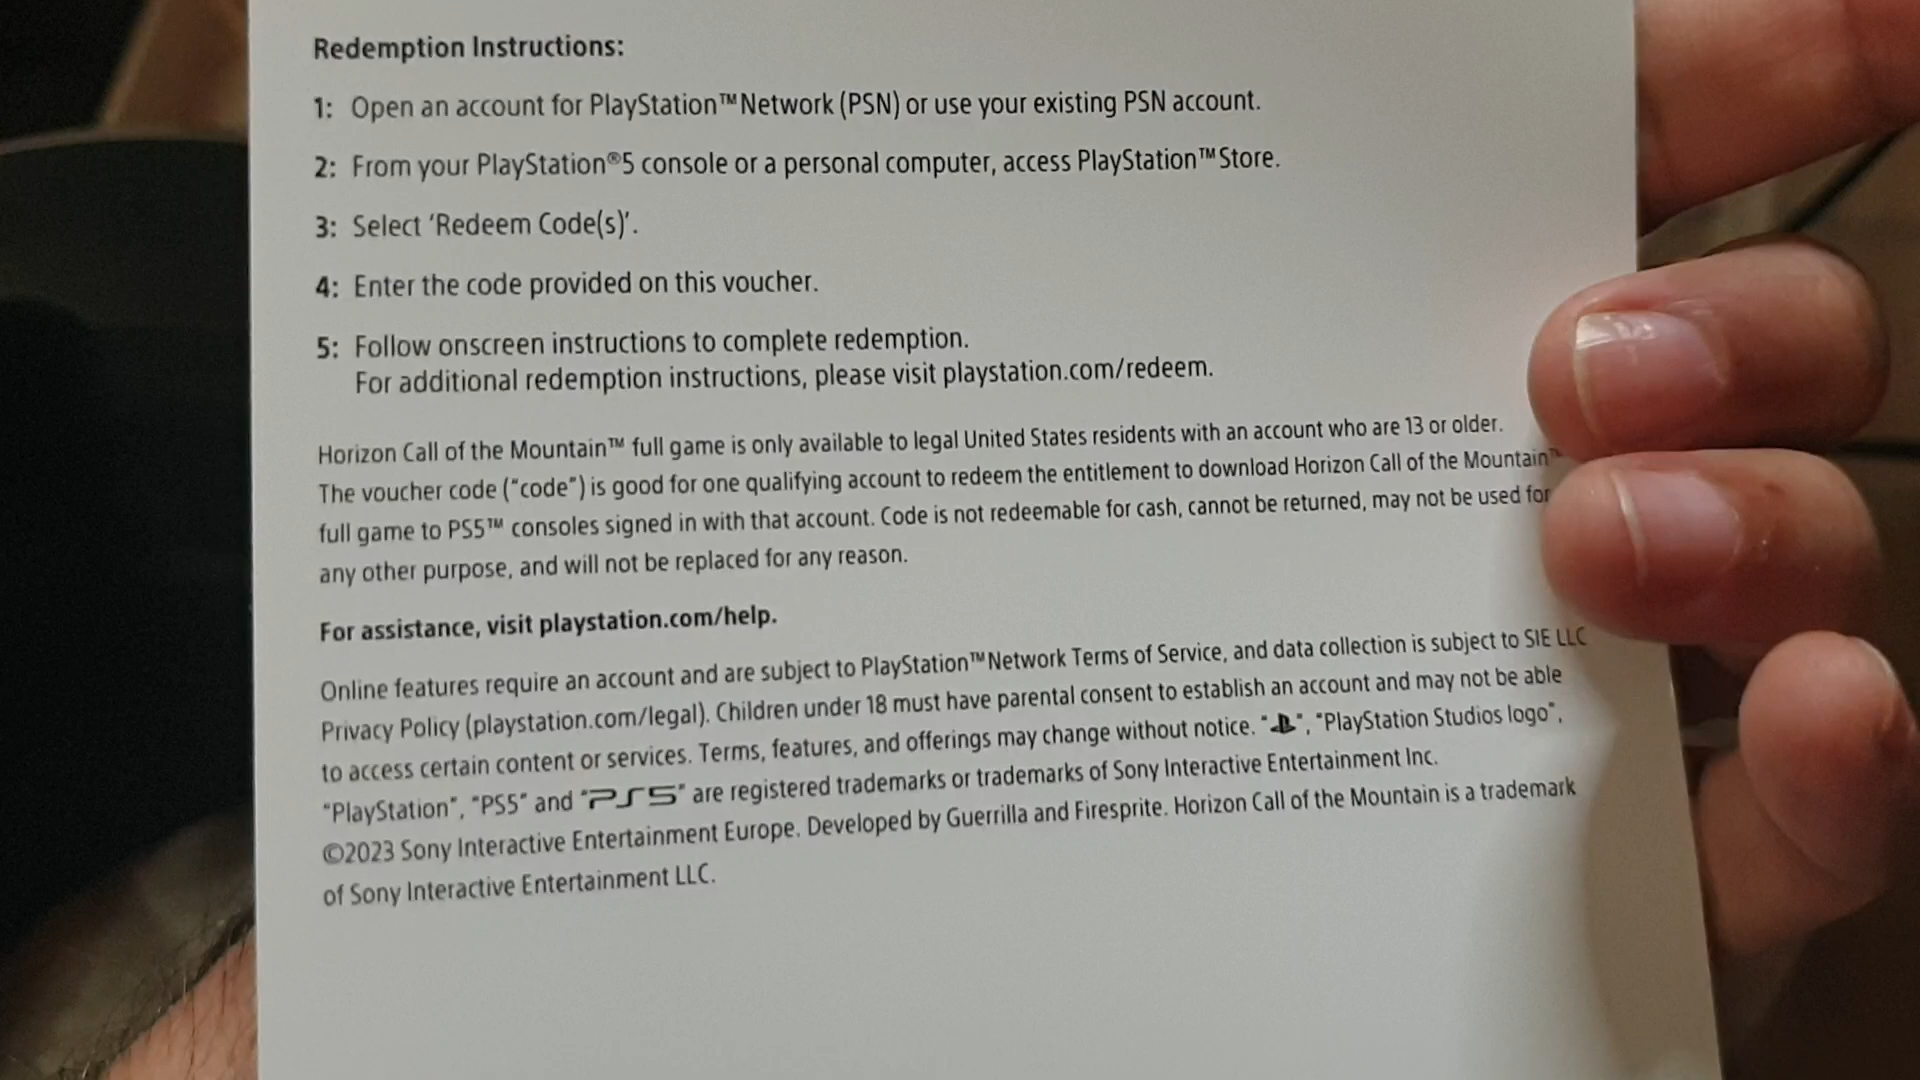 Redemption Instructions:
1: Open an account for PlayStation™Network (PSN) or use your existing PSN account.
2: From your PlayStation®5 console or a personal computer, access PlayStation™Store.
3: Select ‘Redeem Code(s)’.
4: Enter the code provided on this voucher.
5: Follow onscreen instructions to complete redemption.
For additional redemption instructions, please visit playstation.com/redeem.
Horizon Call of the Mountain™ full game is only available to legal United States residents with an account who are 13 or older.
The voucher code (“code”) is good for one qualifying account to redeem the entitlement to download Horizon Call of the Mountain™
full game to PS5™ consoles signed in with that account. Code is not redeemable for cash, cannot be returned, may not be used for
any other purpose, and will not be replaced for any reason.
For assistance, visit playstation.com/help.
Online features require an account and are subject to PlayStation™Network Terms of Service, and data collection is subject to SIE LLC
Privacy Policy (playstation.com/legal). Children under 18 must have parental consent to establish an account and may not be able
to access certain content or services. Terms, features, and offerings may change without notice. “ ”, “PlayStation Studios logo”,
“PlayStation”, “PS5” and “PS5” are registered trademarks or trademarks of Sony Interactive Entertainment Inc.
©2023 Sony Interactive Entertainment Europe. Developed by Guerrilla and Firesprite. Horizon Call of the Mountain is a trademark
of Sony Interactive Entertainment LLC.